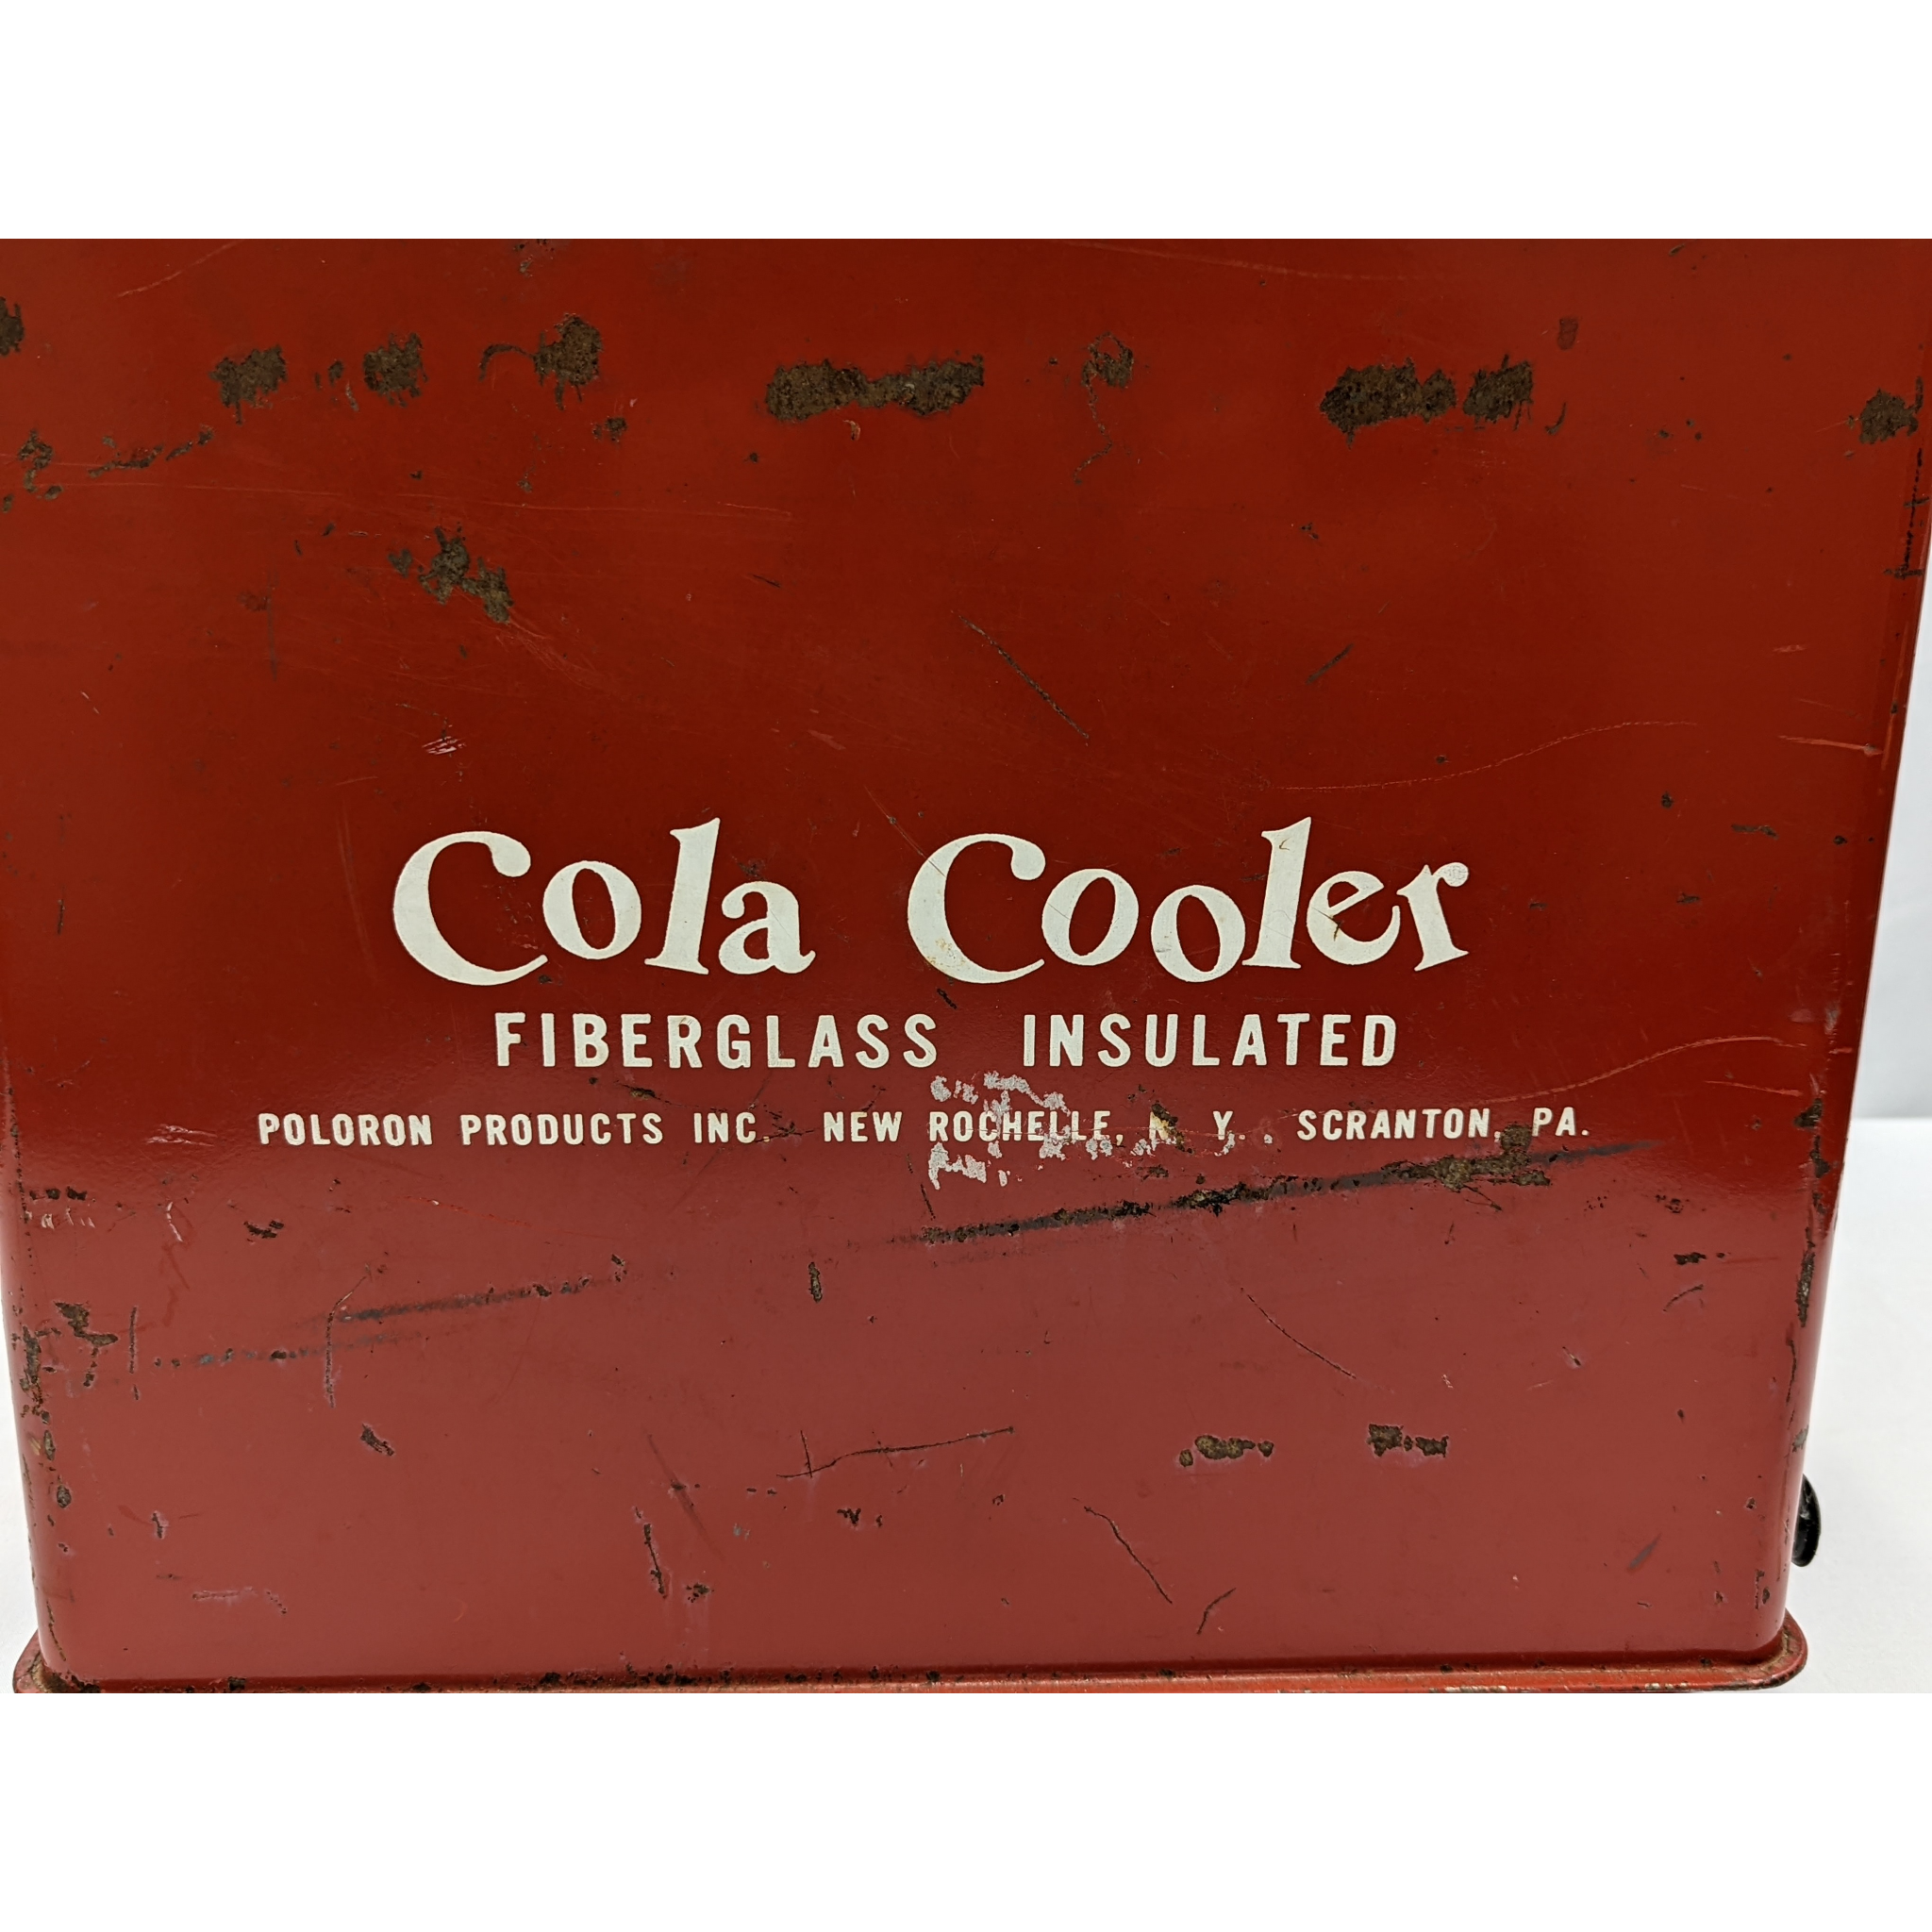 Cola Cooler
FIBERGLASS INSULATED
POLORON PRODUCTS INC. NEW ROCHELLE, N. Y., SCRANTON, PA.